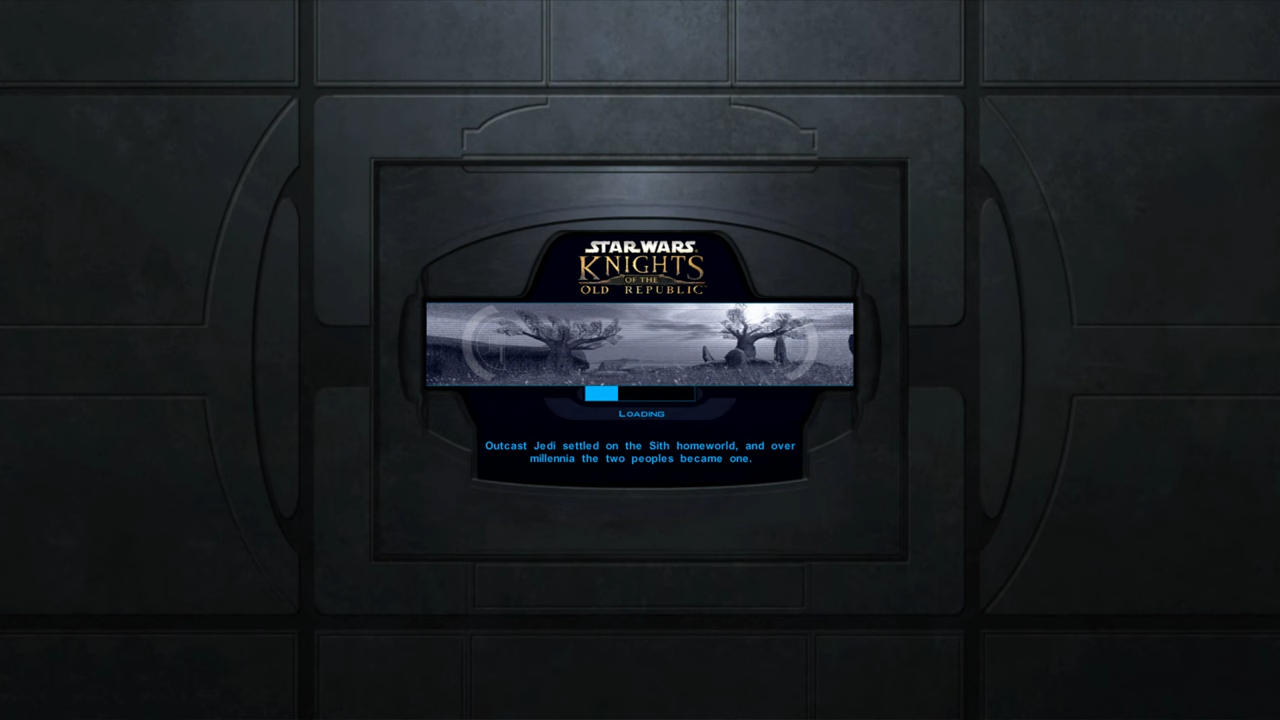 STAR WARS
KNIGHTS
OF THE
OLD REPUBLIC
LOADING
Outcast Jedi settled on the Sith homeworld, and over
millennia the two peoples became one.